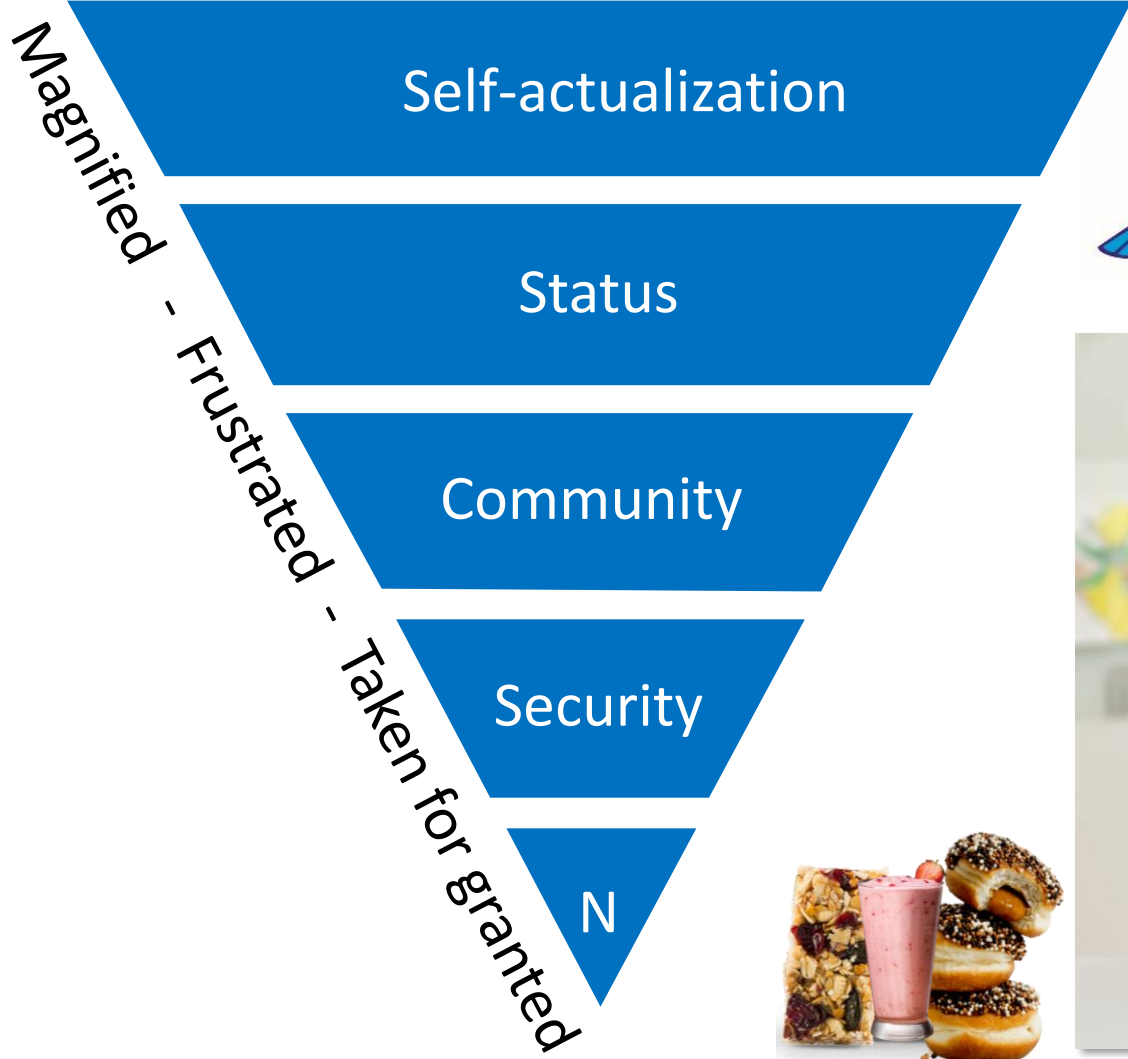 Self-actualization
Status
Community
Security
N
Magnified - Frustrated - Taken for granted